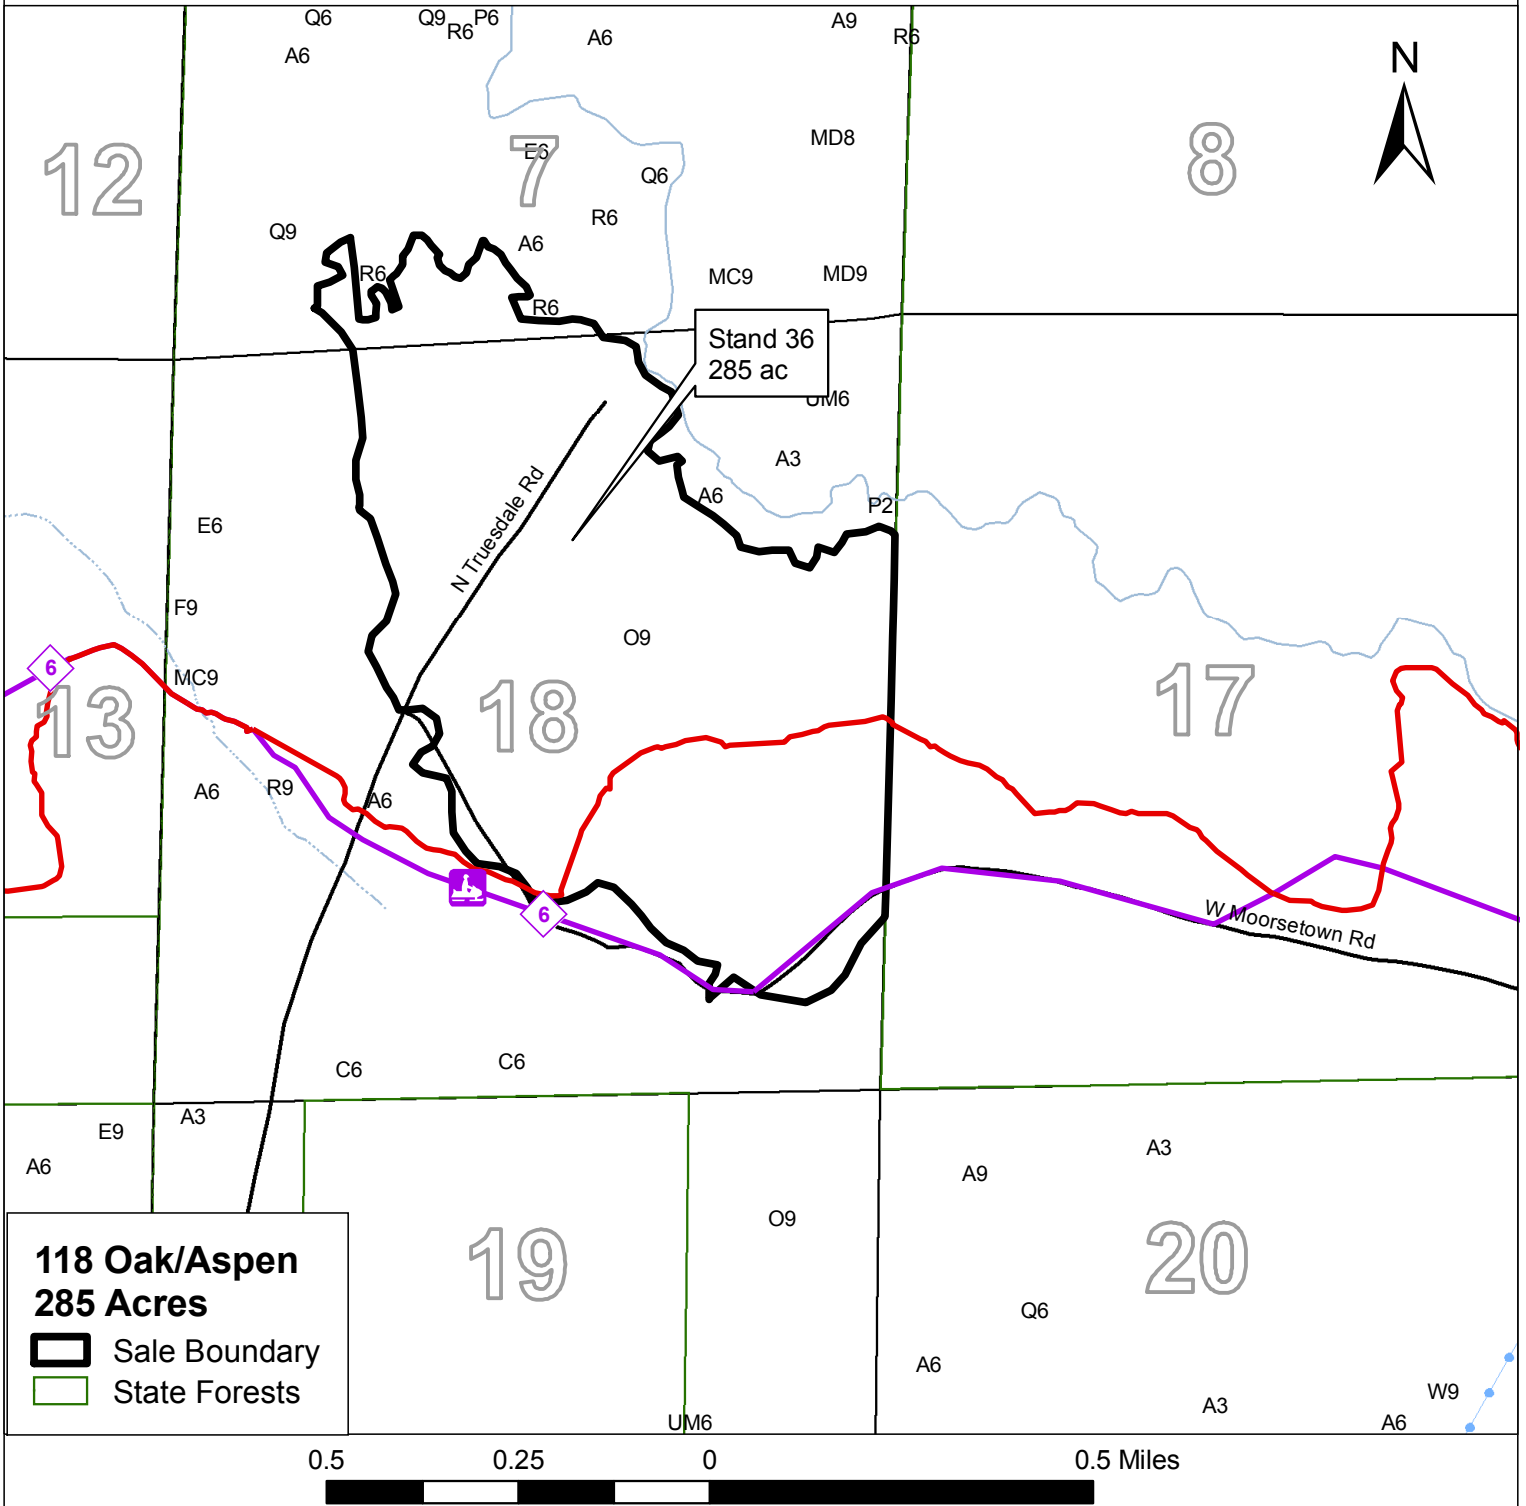 Q6 Q9 P6 A9
R6 R6
A6 A6
N
MD8
12 7 8
E6
Q6
R6
Q9 A6
R6 MC9 MD9
R6
Stand 36
285 ac
UM6
A3
A6 P2
N Truesdale Rd
E6
F9
O9
6
MC9
13 18 17
A6 R9 A6
6
W Moorsetown Rd
C6 C6
A3
E9
A6
A3
A9
O9
19 20
Q6
A6
W9
A3
UM6 A6
118 Oak/Aspen
285 Acres
Sale Boundary
State Forests
0.5 0.25 0 0.5 Miles